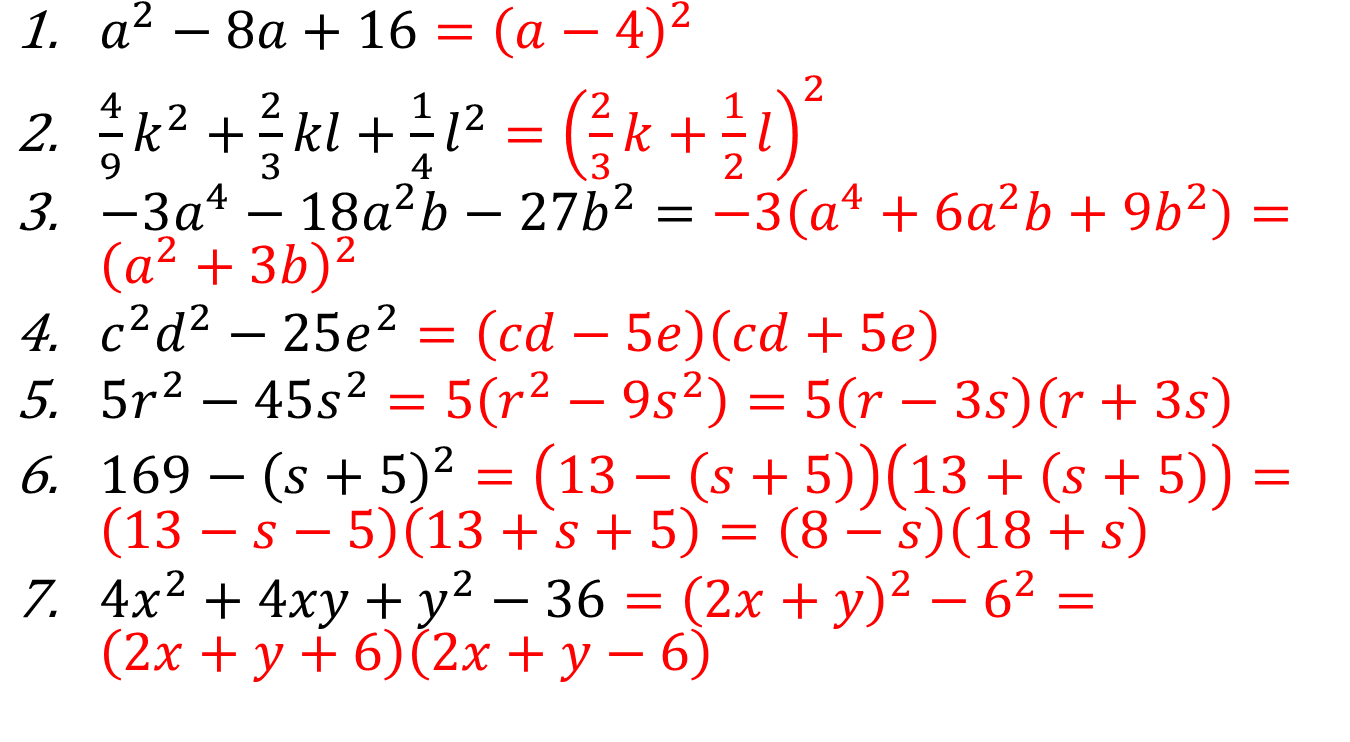 1. a² − 8a + 16 = (a − 4)²
2. 4/9 k² + 2/3 kl + 1/4 l² = (2/3 k + 1/2 l)²
3. −3a⁴ − 18a²b − 27b² = −3(a⁴ + 6a²b + 9b²) =
(a² + 3b)²
4. c²d² − 25e² = (cd − 5e)(cd + 5e)
5. 5r² − 45s² = 5(r² − 9s²) = 5(r − 3s)(r + 3s)
6. 169 − (s + 5)² = (13 − (s + 5))(13 + (s + 5)) =
(13 − s − 5)(13 + s + 5) = (8 − s)(18 + s)
7. 4x² + 4xy + y² − 36 = (2x + y)² − 6² =
(2x + y + 6)(2x + y − 6)